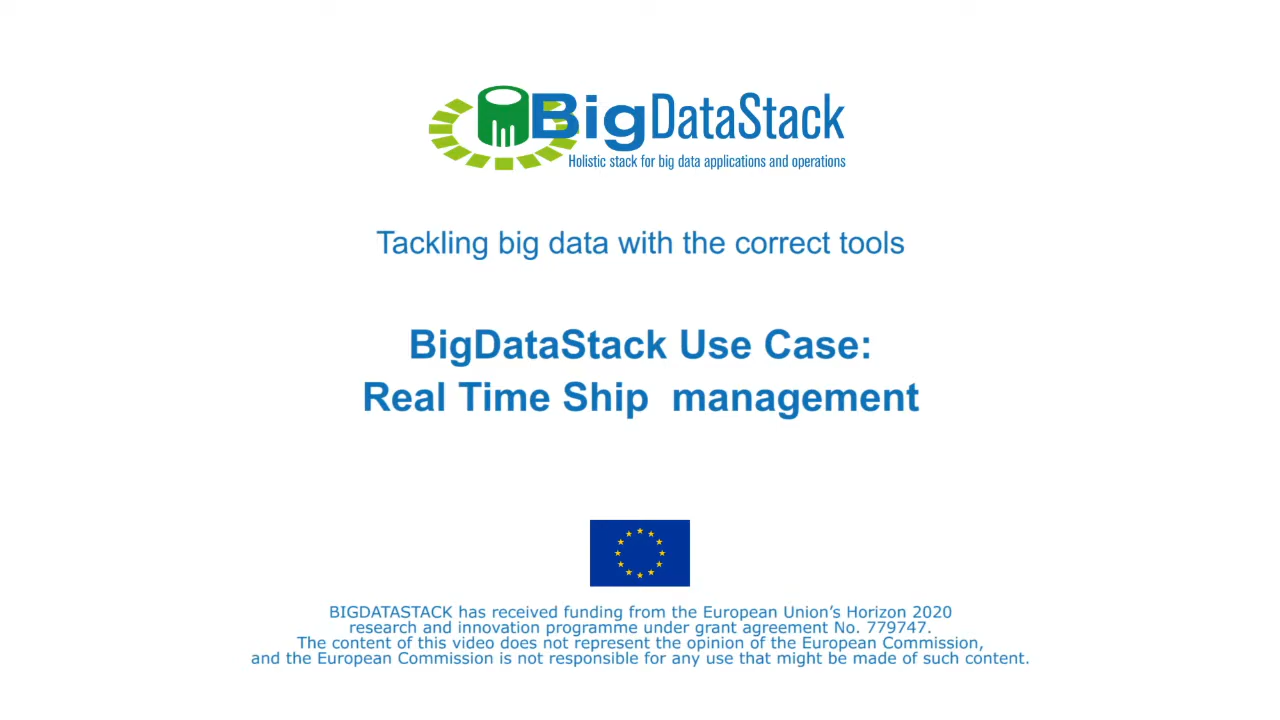 BigDataStack
Holistic stack for big data applications and operations
Tackling big data with the correct tools
BigDataStack Use Case:
Real Time Ship  management
BIGDATASTACK has received funding from the European Union’s Horizon 2020
research and innovation programme under grant agreement No. 779747.
The content of this video does not represent the opinion of the European Commission,
and the European Commission is not responsible for any use that might be made of such content.